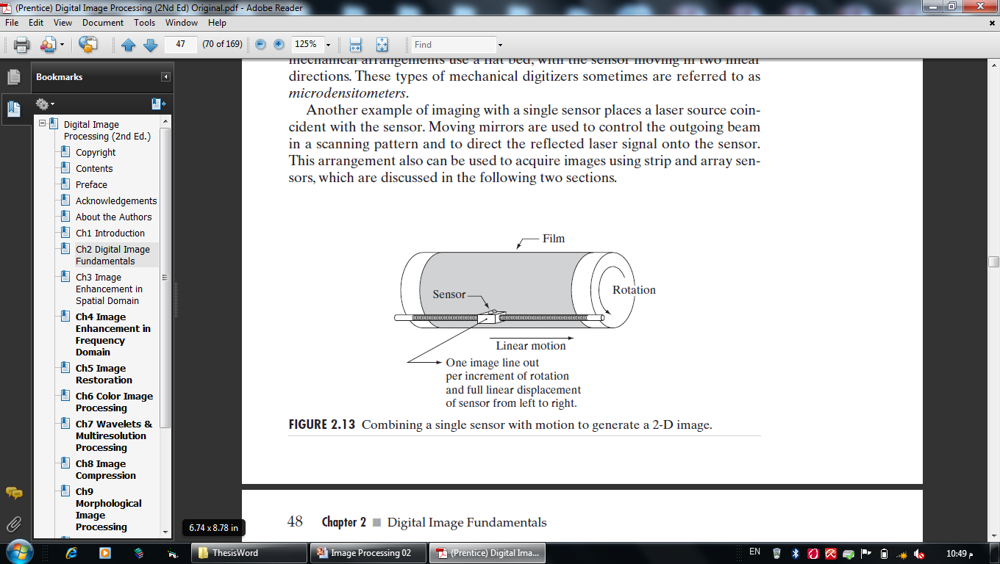 (Prentice) Digital Image Processing (2Nd Ed) Original.pdf - Adobe Reader
File Edit View Document Tools Window Help
47 (70 of 169) 125% Find
Bookmarks
Digital Image
Processing (2nd Ed.)
Copyright
Contents
Preface
Acknowledgements
About the Authors
Ch1 Introduction
Ch2 Digital Image
Fundamentals
Ch3 Image
Enhancement in
Spatial Domain
Ch4 Image
Enhancement in
Frequency
Domain
Ch5 Image
Restoration
Ch6 Color Image
Processing
Ch7 Wavelets &
Multiresolution
Processing
Ch8 Image
Compression
Ch9
Morphological
Image
Processing
6.74 x 8.78 in
mechanical arrangements use a flat bed, with the sensor moving in two linear
directions. These types of mechanical digitizers sometimes are referred to as
microdensitometers.
Another example of imaging with a single sensor places a laser source coin-
cident with the sensor. Moving mirrors are used to control the outgoing beam
in a scanning pattern and to direct the reflected laser signal onto the sensor.
This arrangement also can be used to acquire images using strip and array sen-
sors, which are discussed in the following two sections.
Film
Rotation
Sensor
Linear motion
One image line out
per increment of rotation
and full linear displacement
of sensor from left to right.
FIGURE 2.13 Combining a single sensor with motion to generate a 2-D image.
48 Chapter 2 ■ Digital Image Fundamentals
ThesisWord
Image Processing 02
(Prentice) Digital Ima...
EN
10:49 م